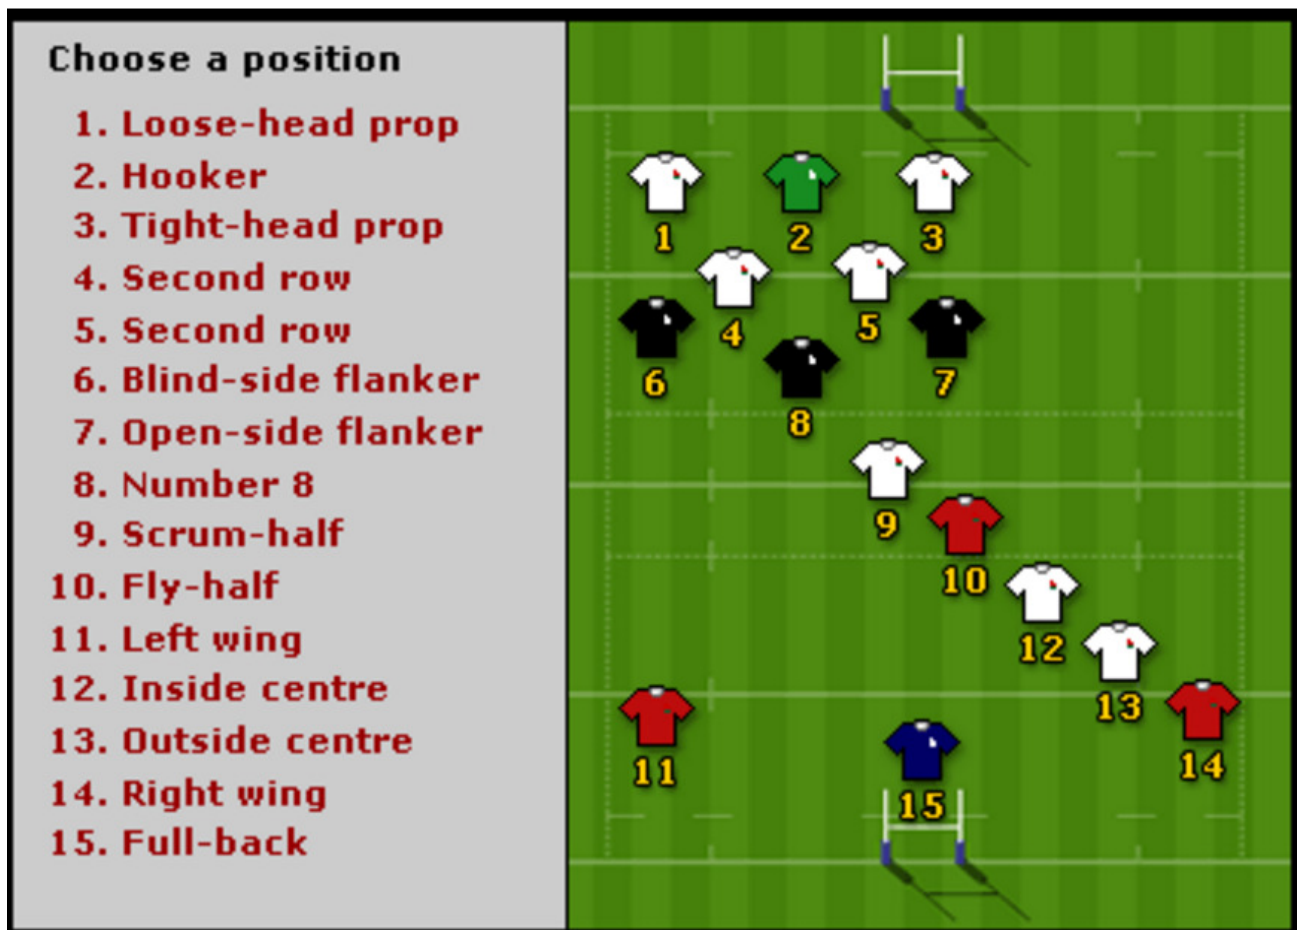 Choose a position
1. Loose-head prop
2. Hooker
3. Tight-head prop
4. Second row
5. Second row
6. Blind-side flanker
7. Open-side flanker
8. Number 8
9. Scrum-half
10. Fly-half
11. Left wing
12. Inside centre
13. Outside centre
14. Right wing
15. Full-back
1 2 3
4 5
6 7
8
9
10
12
13
11 14
15